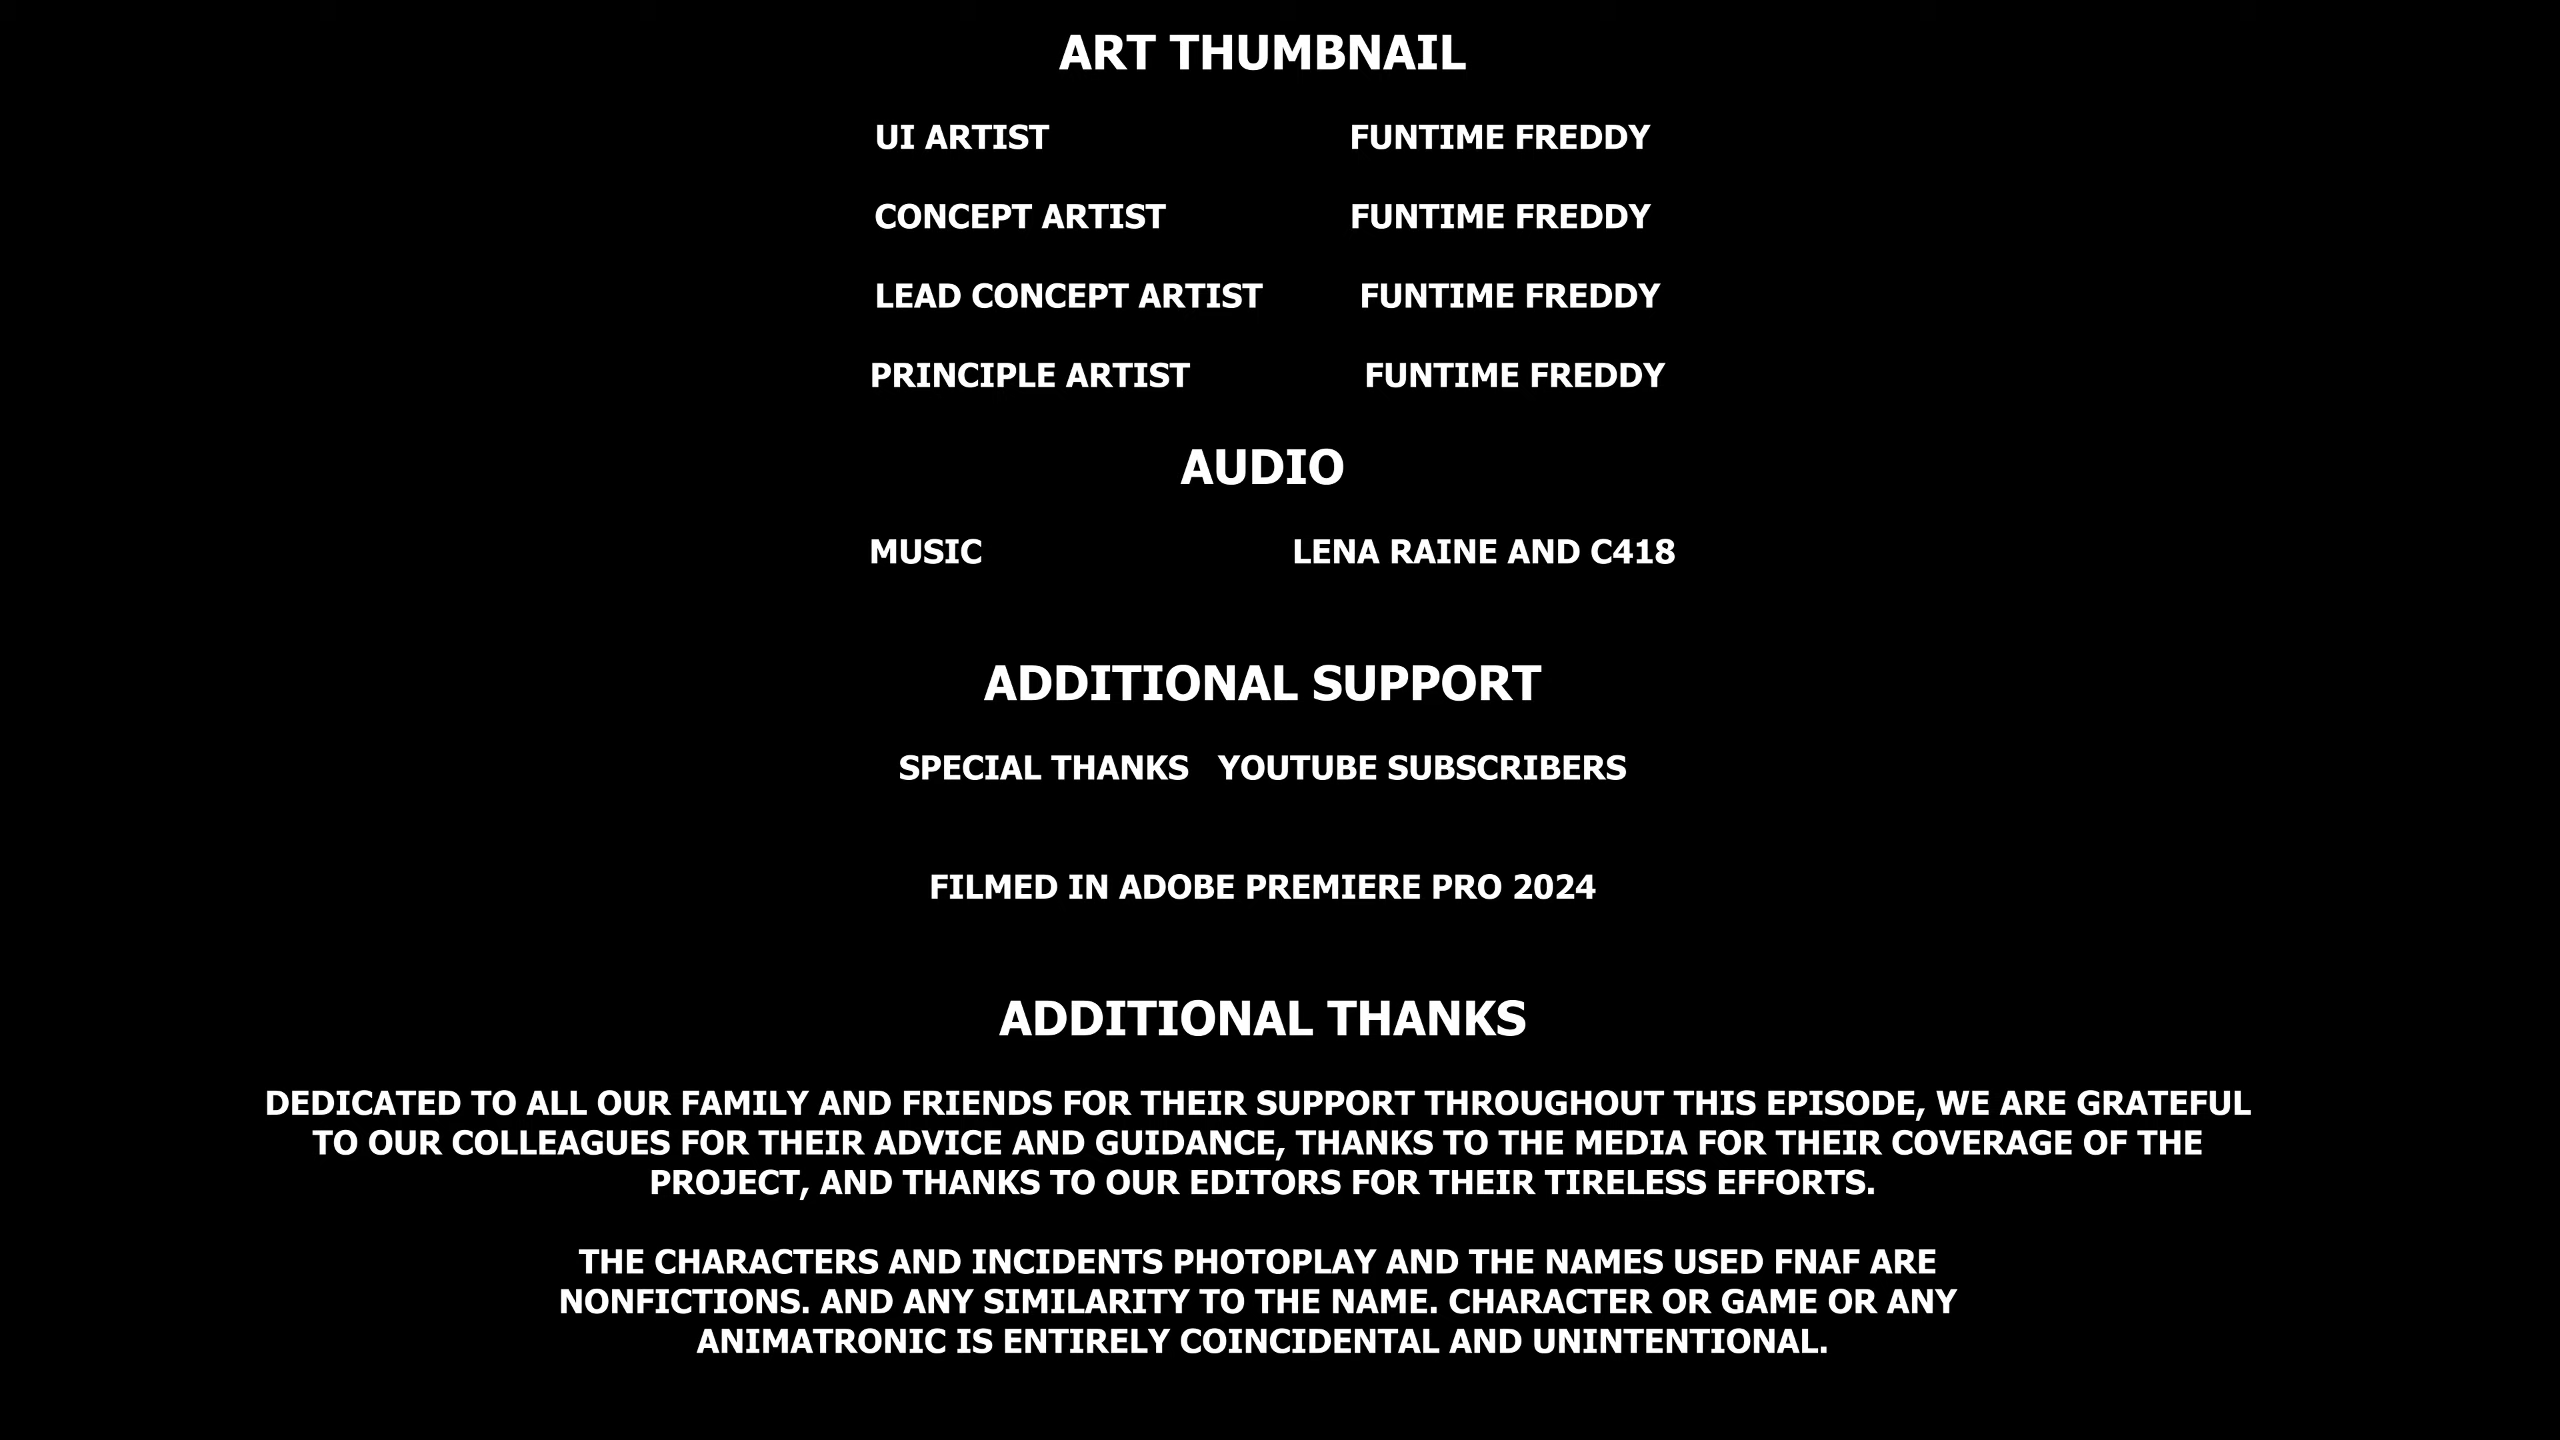 ART THUMBNAIL
UI ARTIST FUNTIME FREDDY
CONCEPT ARTIST FUNTIME FREDDY
LEAD CONCEPT ARTIST FUNTIME FREDDY
PRINCIPLE ARTIST FUNTIME FREDDY
AUDIO
MUSIC LENA RAINE AND C418
ADDITIONAL SUPPORT
SPECIAL THANKS YOUTUBE SUBSCRIBERS
FILMED IN ADOBE PREMIERE PRO 2024
ADDITIONAL THANKS
DEDICATED TO ALL OUR FAMILY AND FRIENDS FOR THEIR SUPPORT THROUGHOUT THIS EPISODE, WE ARE GRATEFUL
TO OUR COLLEAGUES FOR THEIR ADVICE AND GUIDANCE, THANKS TO THE MEDIA FOR THEIR COVERAGE OF THE
PROJECT, AND THANKS TO OUR EDITORS FOR THEIR TIRELESS EFFORTS.
THE CHARACTERS AND INCIDENTS PHOTOPLAY AND THE NAMES USED FNAF ARE
NONFICTIONS. AND ANY SIMILARITY TO THE NAME. CHARACTER OR GAME OR ANY
ANIMATRONIC IS ENTIRELY COINCIDENTAL AND UNINTENTIONAL.